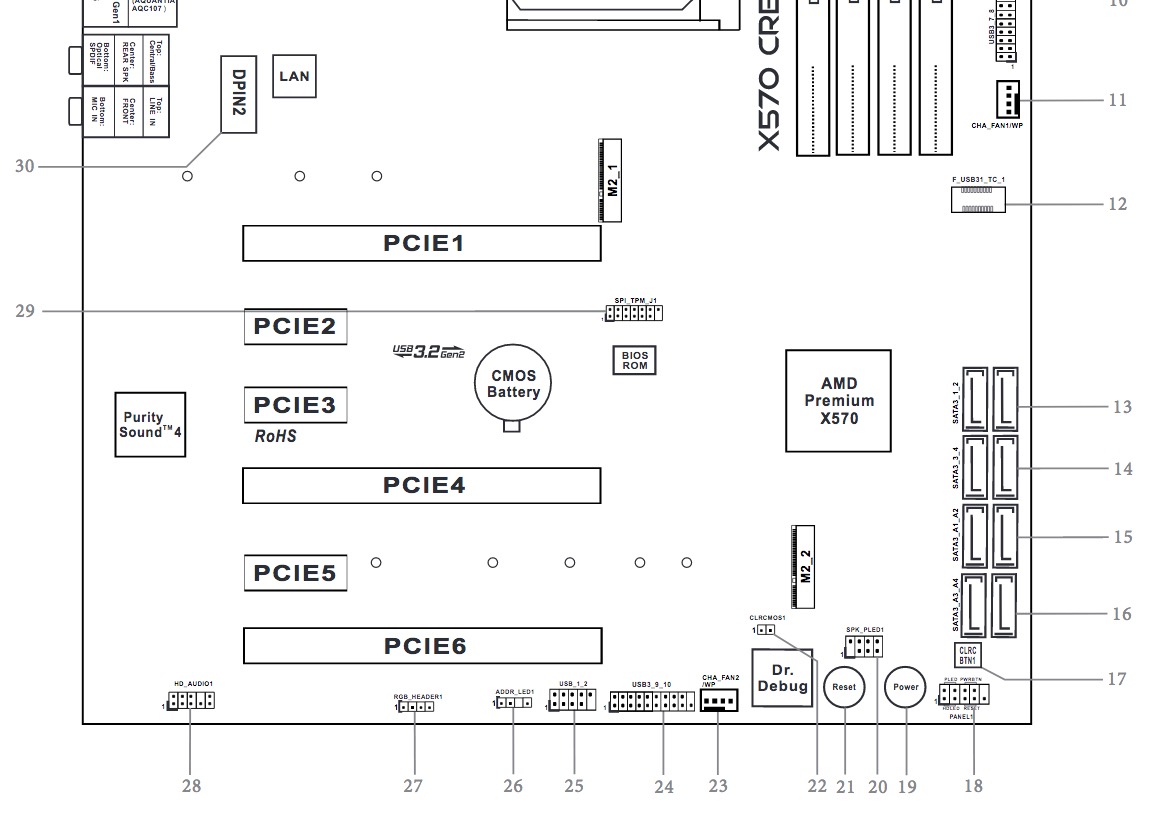 Gen1
(AQUANTIA
AQC107 )
X570 CRE
USB3_7_8
1
10
Top:
Central/Bass
Center:
REAR SPK
Bottom:
Optical
SPDIF
Top:
LINE IN
Center:
FRONT
Bottom:
MIC IN
DPIN2
LAN
11
CHA_FAN1/WP
30
M2_1
F_USB31_TC_1
12
PCIE1
29
SPI_TPM_J1
1
PCIE2
USB 3.2 Gen2
BIOS
ROM
CMOS
Battery
AMD
Premium
X570
SATA3_1_2
13
PCIE3
RoHS
Purity
Sound™4
SATA3_3_4
14
PCIE4
SATA3_A1_A2
15
M2_2
PCIE5
SATA3_A3_A4
16
CLRCMOS1
1
SPK_PLED1
1
PCIE6
CLRC
BTN1
17
Dr.
Debug
Reset
Power
PLED PWRBTN
1
HDLED RESET
PANEL1
HD_AUDIO1
1
RGB_HEADER1
1
ADDR_LED1
1
USB_1_2
1
USB3_9_10
1
CHA_FAN2
/WP
28
27
26
25
24
23
22
21
20
19
18